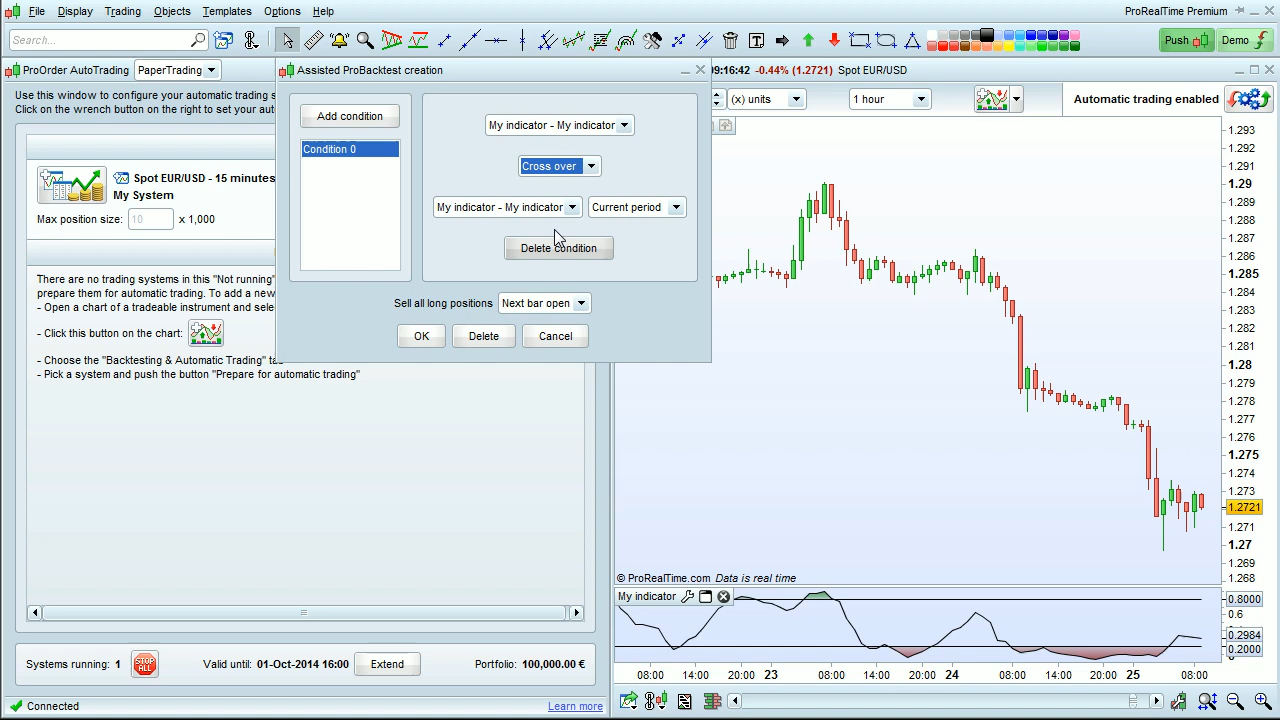 File Display Trading Objects Templates Options Help
ProRealTime Premium
Search...
Push
Demo
ProOrder AutoTrading PaperTrading
Assisted ProBacktest creation
09:16:42 -0.44% (1.2721) Spot EUR/USD
Use this window to configure your automatic trading s
Click on the wrench button on the right to set your aut
(x) units
1 hour
Automatic trading enabled
Add condition
Condition 0
My indicator - My indicator
Cross over
My indicator - My indicator
Current period
Delete Condition
Sell all long positions Next bar open
OK
Delete
Cancel
Spot EUR/USD - 15 minutes
My System
Max position size: 10 x 1,000
There are no trading systems in this "Not running"
prepare them for automatic trading. To add a new
- Open a chart of a tradeable instrument and sele
- Click this button on the chart:
- Choose the "Backtesting & Automatic Trading" ta
- Pick a system and push the button "Prepare for automatic trading"
Systems running: 1
STOP ALL
Valid until: 01-Oct-2014 16:00
Extend
Portfolio: 100,000.00 €
Connected
Learn more
1.293
1.292
1.291
1.29
1.289
1.288
1.287
1.286
1.285
1.284
1.283
1.282
1.281
1.28
1.279
1.278
1.277
1.276
1.275
1.274
1.273
1.2721
1.271
1.27
1.269
1.268
© ProRealTime.com Data is real time
My indicator
0.8000
0.6
0.2984
0.2000
08:00 14:00 20:00 23 08:00 14:00 20:00 24 08:00 14:00 20:00 25 08:00